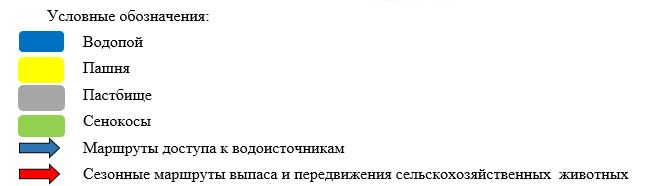 Условные обозначения:
Водопой
Пашня
Пастбище
Сенокосы
Маршруты доступа к водоисточникам
Сезонные маршруты выпаса и передвижения сельскохозяйственных животных